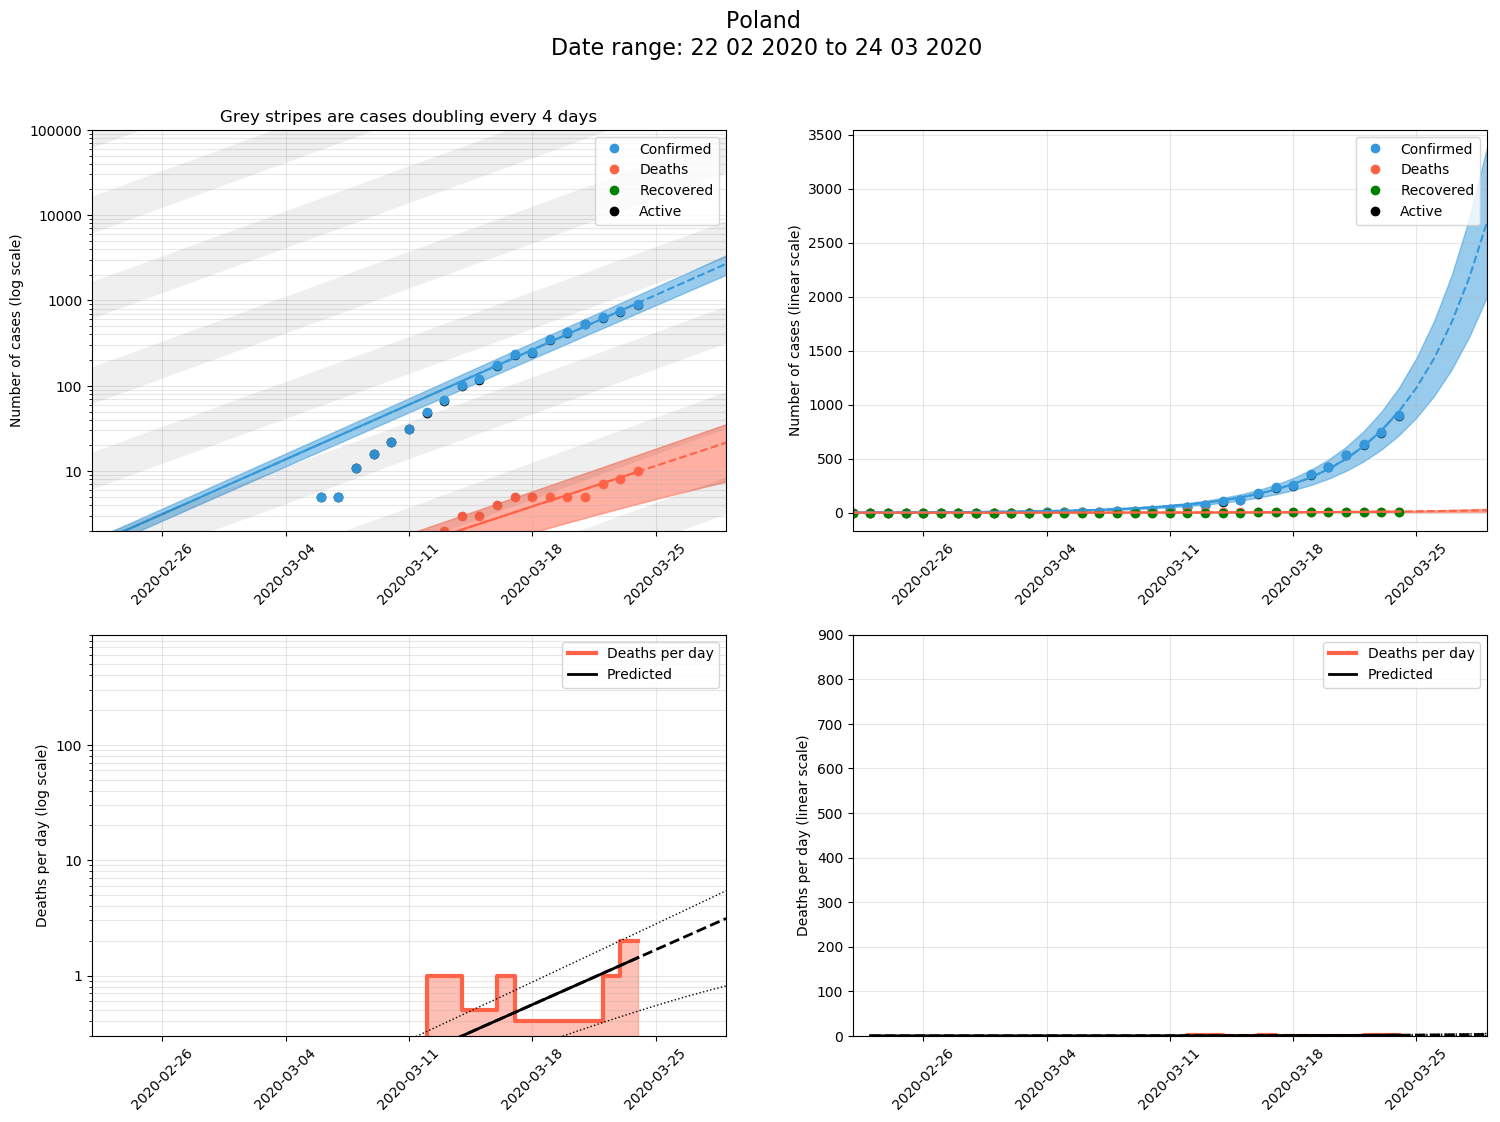 Poland
Date range: 22 02 2020 to 24 03 2020
Grey stripes are cases doubling every 4 days
Number of cases (log scale)
100000
10000
1000
100
10
Confirmed
Deaths
Recovered
Active
2020-02-26
2020-03-04
2020-03-11
2020-03-18
2020-03-25
Number of cases (linear scale)
3500
3000
2500
2000
1500
1000
500
0
Confirmed
Deaths
Recovered
Active
2020-02-26
2020-03-04
2020-03-11
2020-03-18
2020-03-25
Deaths per day (log scale)
100
10
1
Deaths per day
Predicted
2020-02-26
2020-03-04
2020-03-11
2020-03-18
2020-03-25
Deaths per day (linear scale)
900
800
700
600
500
400
300
200
100
0
Deaths per day
Predicted
2020-02-26
2020-03-04
2020-03-11
2020-03-18
2020-03-25